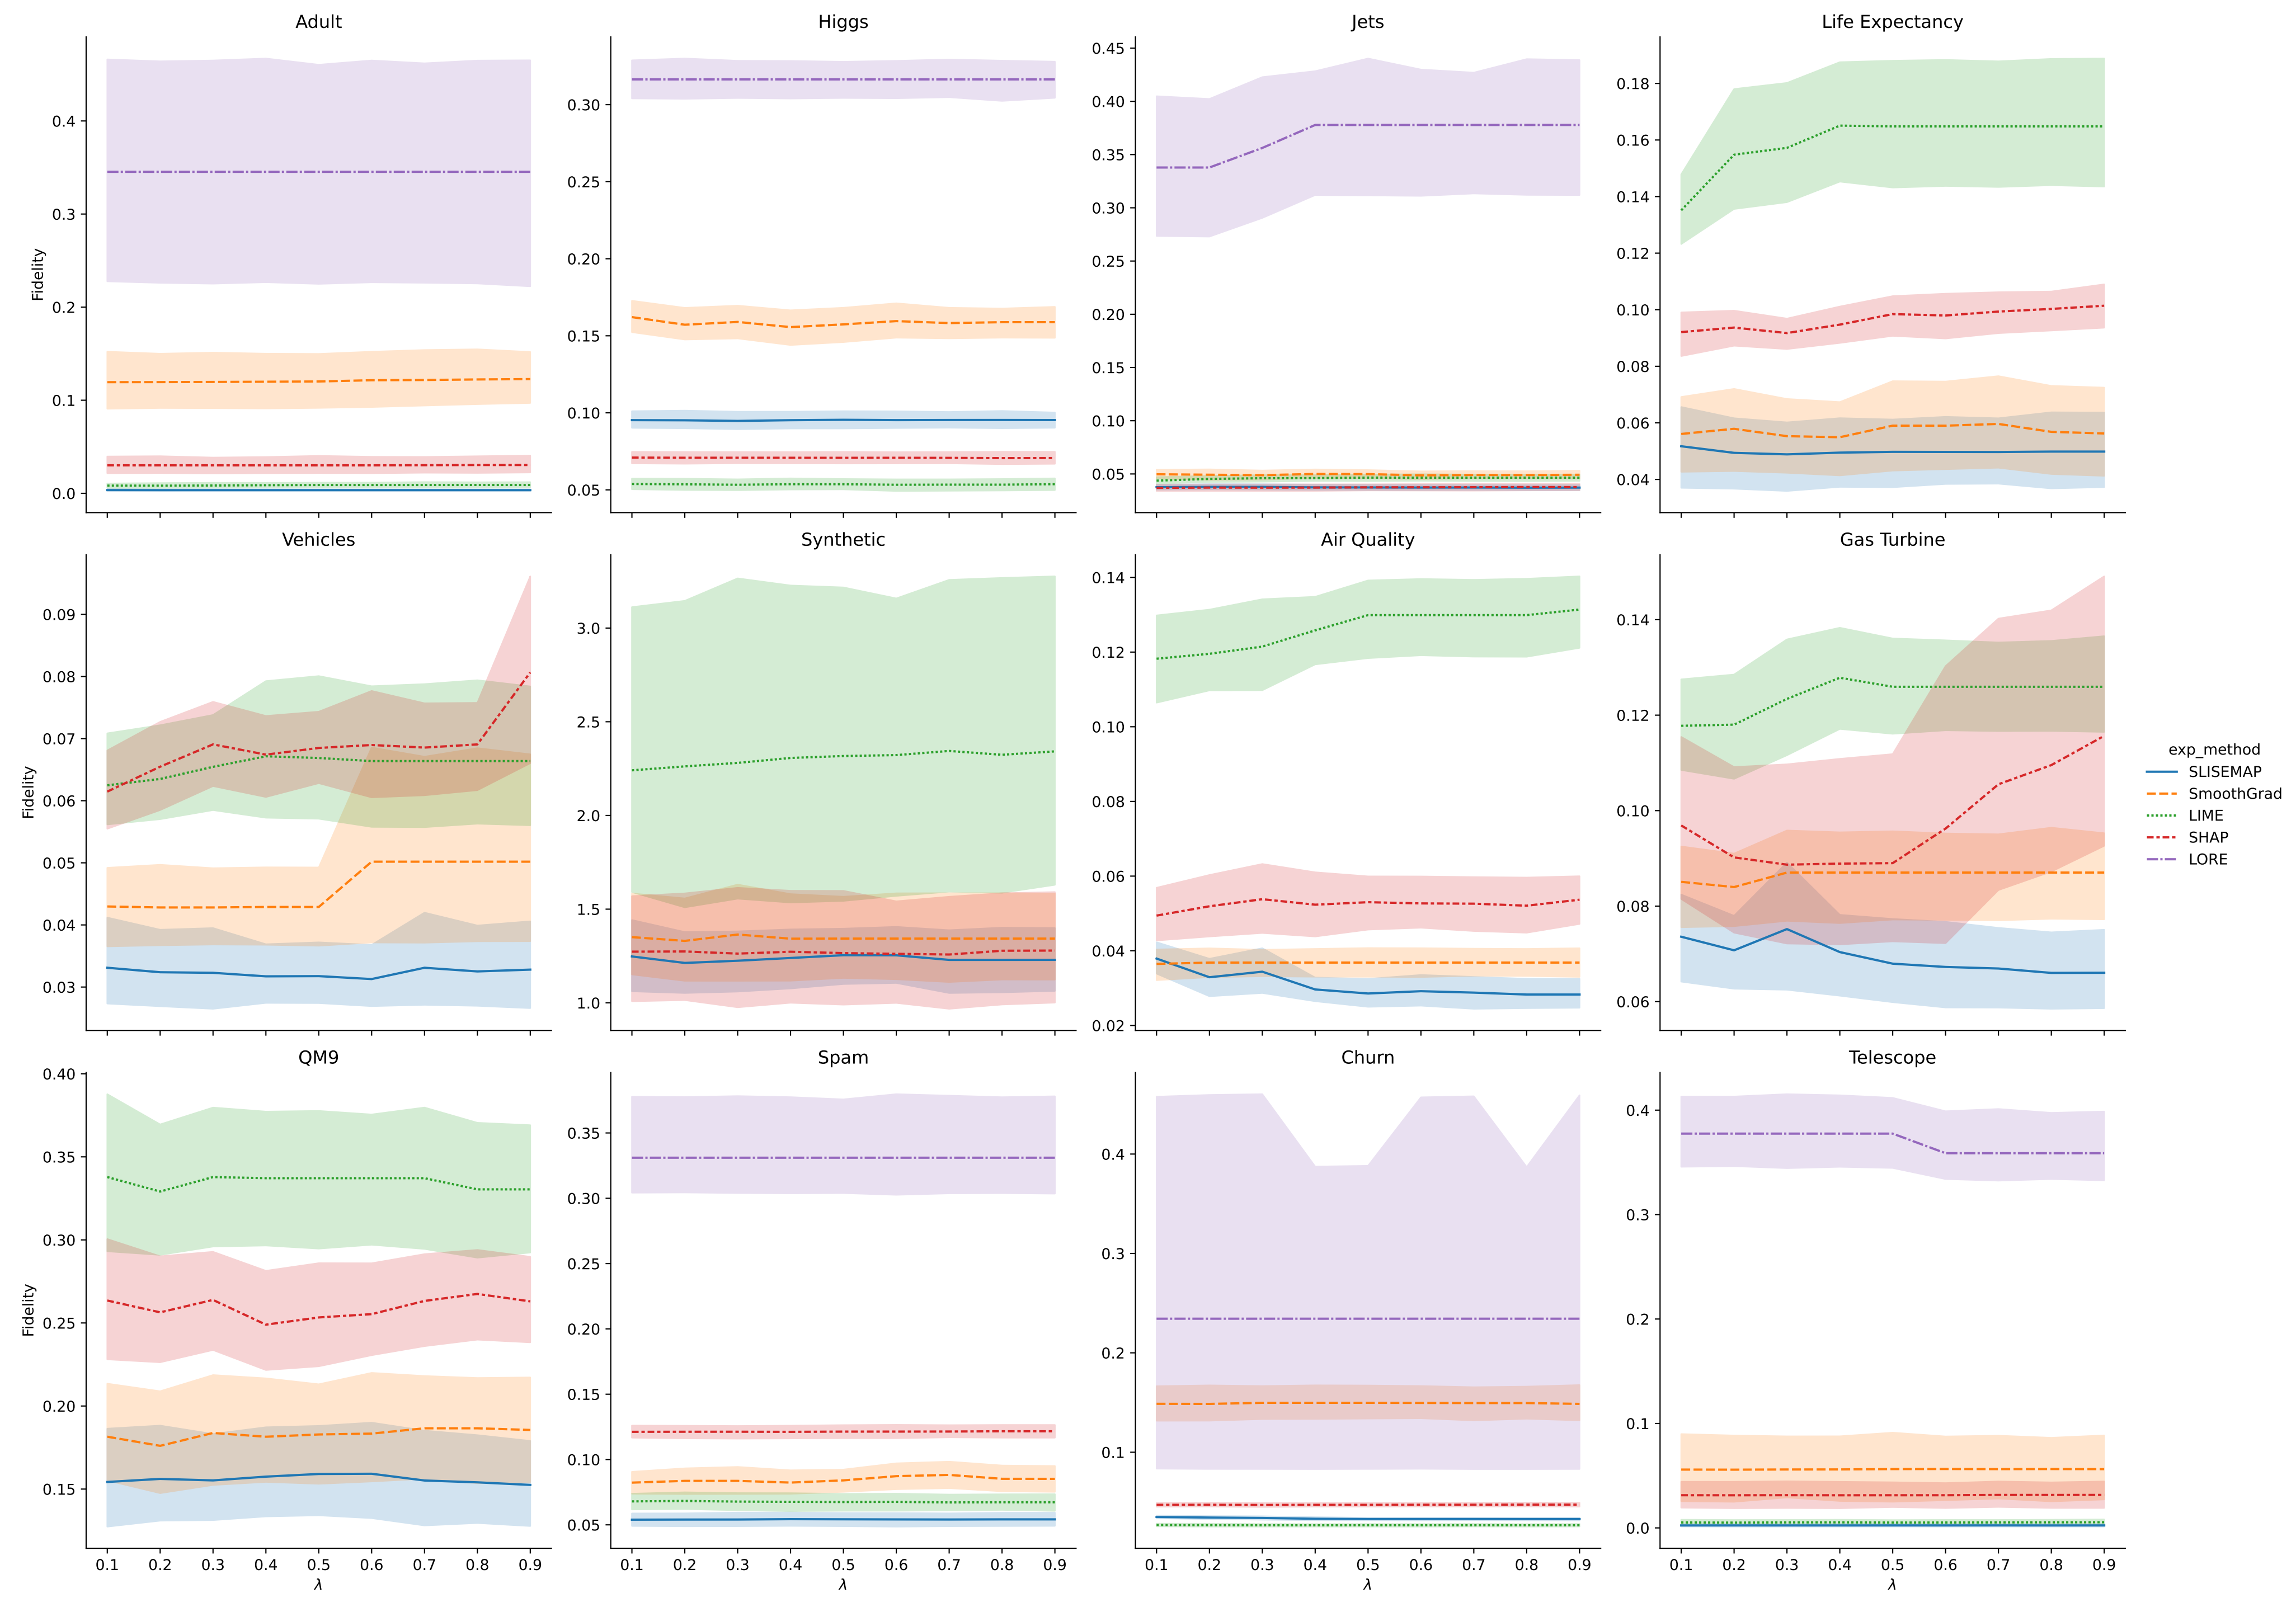 Adult
Higgs
Jets
Life Expectancy
0.4
0.3
0.2
0.1
0.0
Fidelity
0.30
0.25
0.20
0.15
0.10
0.05
0.45
0.40
0.35
0.30
0.25
0.20
0.15
0.10
0.05
0.18
0.16
0.14
0.12
0.10
0.08
0.06
0.04
Vehicles
Synthetic
Air Quality
Gas Turbine
0.09
0.08
0.07
0.06
0.05
0.04
0.03
Fidelity
3.0
2.5
2.0
1.5
1.0
0.14
0.12
0.10
0.08
0.06
0.04
0.02
0.14
0.12
0.10
0.08
0.06
exp_method
SLISEMAP
SmoothGrad
LIME
SHAP
LORE
QM9
Spam
Churn
Telescope
0.40
0.35
0.30
0.25
0.20
0.15
Fidelity
0.35
0.30
0.25
0.20
0.15
0.10
0.05
0.4
0.3
0.2
0.1
0.4
0.3
0.2
0.1
0.0
0.1 0.2 0.3 0.4 0.5 0.6 0.7 0.8 0.9
λ
0.1 0.2 0.3 0.4 0.5 0.6 0.7 0.8 0.9
λ
0.1 0.2 0.3 0.4 0.5 0.6 0.7 0.8 0.9
λ
0.1 0.2 0.3 0.4 0.5 0.6 0.7 0.8 0.9
λ